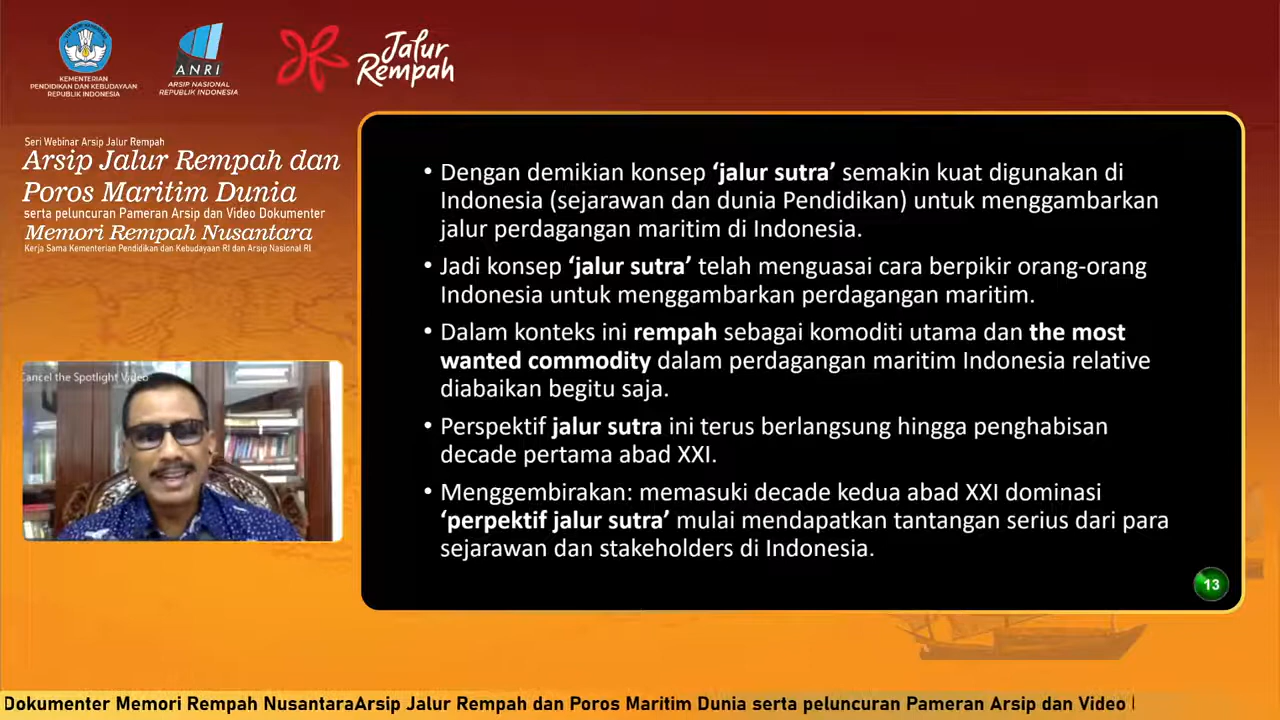 KEMENTERIAN
PENDIDIKAN DAN KEBUDAYAAN
REPUBLIK INDONESIA
ANRI
ARSIP NASIONAL
REPUBLIK INDONESIA
Jalur
Rempah
Seri Webinar Arsip Jalur Rempah
Arsip Jalur Rempah dan
Poros Maritim Dunia
serta peluncuran Pameran Arsip dan Video Dokumenter
Memori Rempah Nusantara
Kerja Sama Kementerian Pendidikan dan Kebudayaan RI dan Arsip Nasional RI
Cancel the Spotlight Video
• Dengan demikian konsep ‘jalur sutra’ semakin kuat digunakan di
Indonesia (sejarawan dan dunia Pendidikan) untuk menggambarkan
jalur perdagangan maritim di Indonesia.
• Jadi konsep ‘jalur sutra’ telah menguasai cara berpikir orang-orang
Indonesia untuk menggambarkan perdagangan maritim.
• Dalam konteks ini rempah sebagai komoditi utama dan the most
wanted commodity dalam perdagangan maritim Indonesia relative
diabaikan begitu saja.
• Perspektif jalur sutra ini terus berlangsung hingga penghabisan
decade pertama abad XXI.
• Menggembirakan: memasuki decade kedua abad XXI dominasi
‘perpektif jalur sutra’ mulai mendapatkan tantangan serius dari para
sejarawan dan stakeholders di Indonesia.
13
Dokumenter Memori Rempah NusantaraArsip Jalur Rempah dan Poros Maritim Dunia serta peluncuran Pameran Arsip dan Video